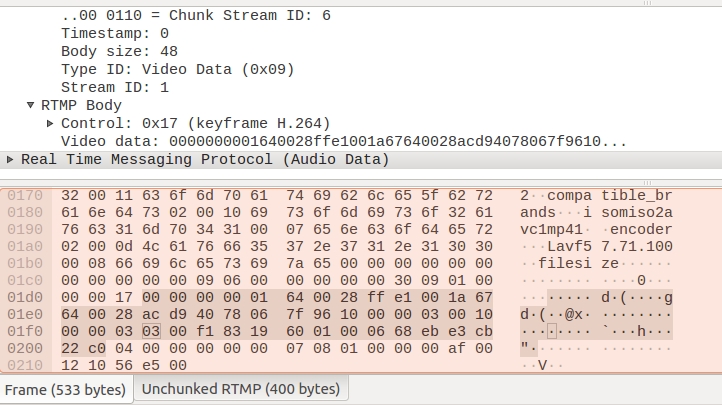 ..00 0110 = Chunk Stream ID: 6
Timestamp: 0
Body size: 48
Type ID: Video Data (0x09)
Stream ID: 1
RTMP Body
Control: 0x17 (keyframe H.264)
Video data: 0000000001640028ffe1001a67640028acd94078067f9610...
Real Time Messaging Protocol (Audio Data)
0170 32 00 11 63 6f 6d 70 61 74 69 62 6c 65 5f 62 72 2··compa tible_br
0180 61 6e 64 73 02 00 10 69 73 6f 6d 69 73 6f 32 61 ands···i somiso2a
0190 76 63 31 6d 70 34 31 00 07 65 6e 63 6f 64 65 72 vc1mp41· ·encoder
01a0 02 00 0d 4c 61 76 66 35 37 2e 37 31 2e 31 30 30 ···Lavf5 7.71.100
01b0 00 08 66 69 6c 65 73 69 7a 65 00 00 00 00 00 00 ··filesi ze······
01c0 00 00 00 00 09 06 00 00 00 00 00 30 09 01 00 00 ········ ···0····
01d0 00 00 17 00 00 00 00 01 64 00 28 ff e1 00 1a 67 ········ d·(····g
01e0 64 00 28 ac d9 40 78 06 7f 96 10 00 00 03 00 10 d·(··@x· ········
01f0 00 00 03 03 00 f1 83 19 60 01 00 06 68 eb e3 cb ········ `···h···
0200 22 c0 04 00 00 00 00 00 07 08 01 00 00 00 af 00 "······· ········
0210 12 10 56 e5 00 ··V··
Frame (533 bytes) Unchunked RTMP (400 bytes)